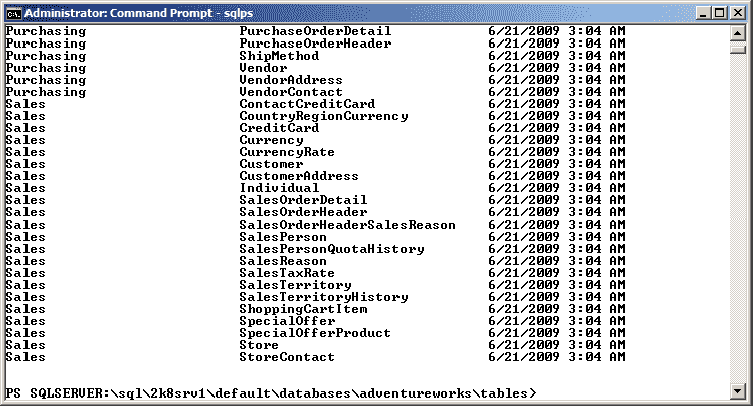 Administrator: Command Prompt - sqlps
Purchasing PurchaseOrderDetail 6/21/2009 3:04 AM
Purchasing PurchaseOrderHeader 6/21/2009 3:04 AM
Purchasing ShipMethod 6/21/2009 3:04 AM
Purchasing Vendor 6/21/2009 3:04 AM
Purchasing VendorAddress 6/21/2009 3:04 AM
Purchasing VendorContact 6/21/2009 3:04 AM
Sales ContactCreditCard 6/21/2009 3:04 AM
Sales CountryRegionCurrency 6/21/2009 3:04 AM
Sales CreditCard 6/21/2009 3:04 AM
Sales Currency 6/21/2009 3:04 AM
Sales CurrencyRate 6/21/2009 3:04 AM
Sales Customer 6/21/2009 3:04 AM
Sales CustomerAddress 6/21/2009 3:04 AM
Sales Individual 6/21/2009 3:04 AM
Sales SalesOrderDetail 6/21/2009 3:04 AM
Sales SalesOrderHeader 6/21/2009 3:04 AM
Sales SalesOrderHeaderSalesReason 6/21/2009 3:04 AM
Sales SalesPerson 6/21/2009 3:04 AM
Sales SalesPersonQuotaHistory 6/21/2009 3:04 AM
Sales SalesReason 6/21/2009 3:04 AM
Sales SalesTaxRate 6/21/2009 3:04 AM
Sales SalesTerritory 6/21/2009 3:04 AM
Sales SalesTerritoryHistory 6/21/2009 3:04 AM
Sales ShoppingCartItem 6/21/2009 3:04 AM
Sales SpecialOffer 6/21/2009 3:04 AM
Sales SpecialOfferProduct 6/21/2009 3:04 AM
Sales Store 6/21/2009 3:04 AM
Sales StoreContact 6/21/2009 3:04 AM
PS SQLSERVER:\sql\2k8srv1\default\databases\adventureworks\tables>